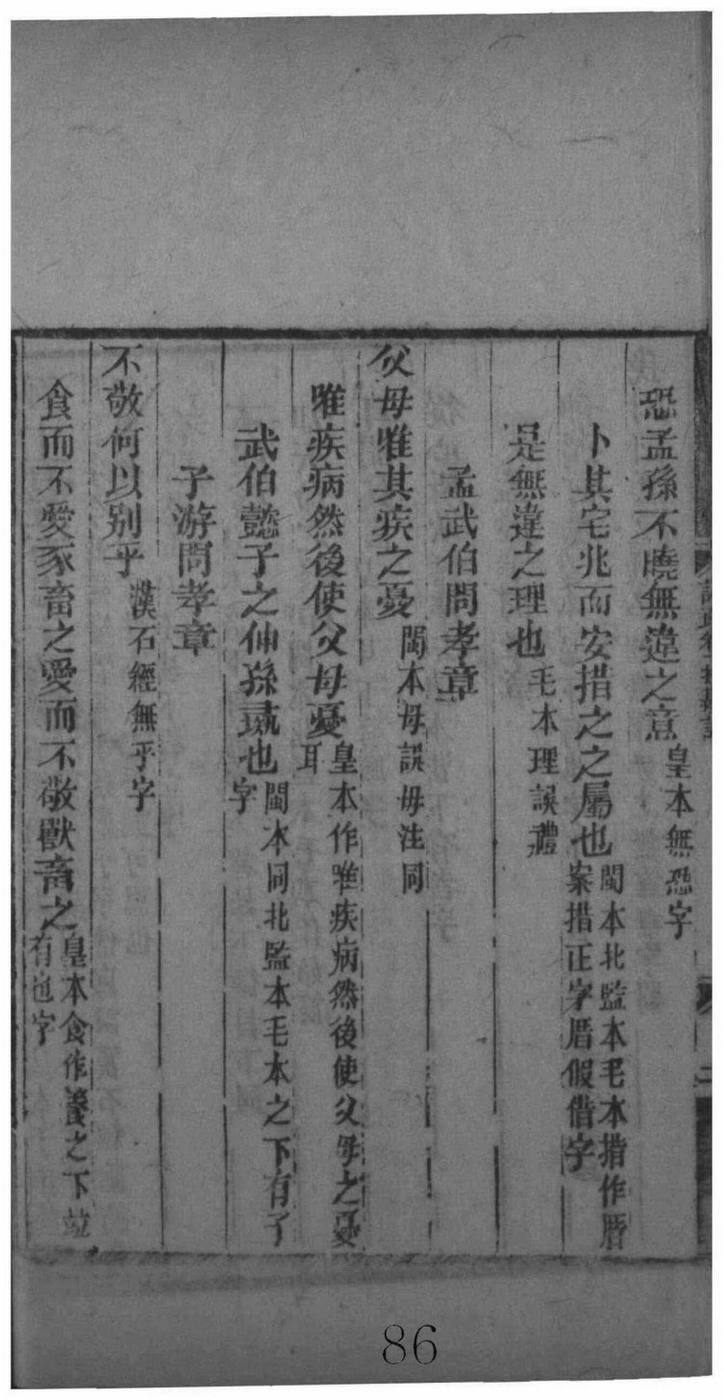 恐孟孫不曉無違之意皇本無恐字
卜其宅兆而安措之之屬也閩本北監本毛本措作厝案措正字厝假借字
是無違之理也毛本理誤禮
孟武伯問孝章
父母唯其疾之憂閩本母誤毋注同
唯疾病然後使父母憂皇本作唯疾病然後使父母之憂耳
武伯懿子之仲孫彘也閩本同北監本毛本之下有子字
子游問孝章
不敬何以别乎漢石經無乎字
食而不愛豕畜之愛而不敬獸畜之皇本食作養之下竝有也字
86